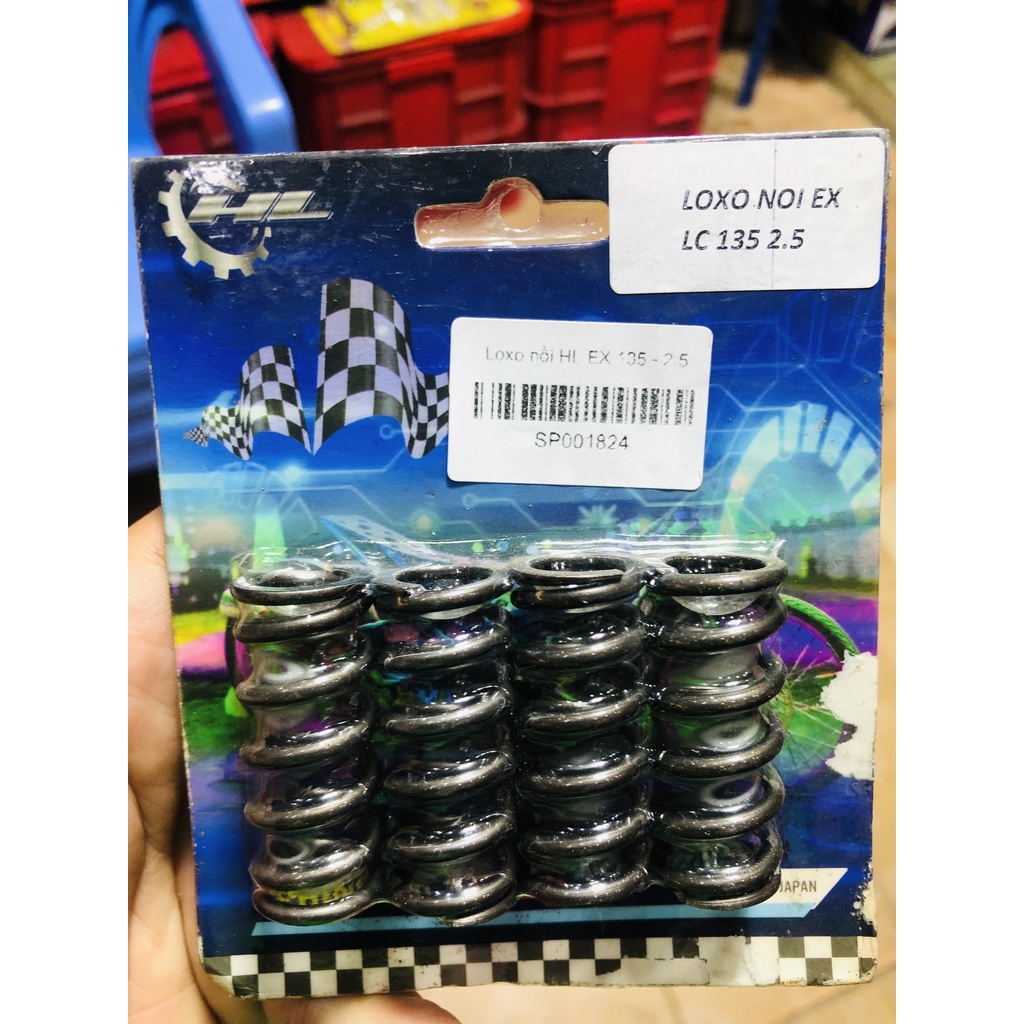 HL
LOXO NOI EX
LC 135 2.5
Loxo nồi HL EX 135 - 2.5
SP001824
JAPAN